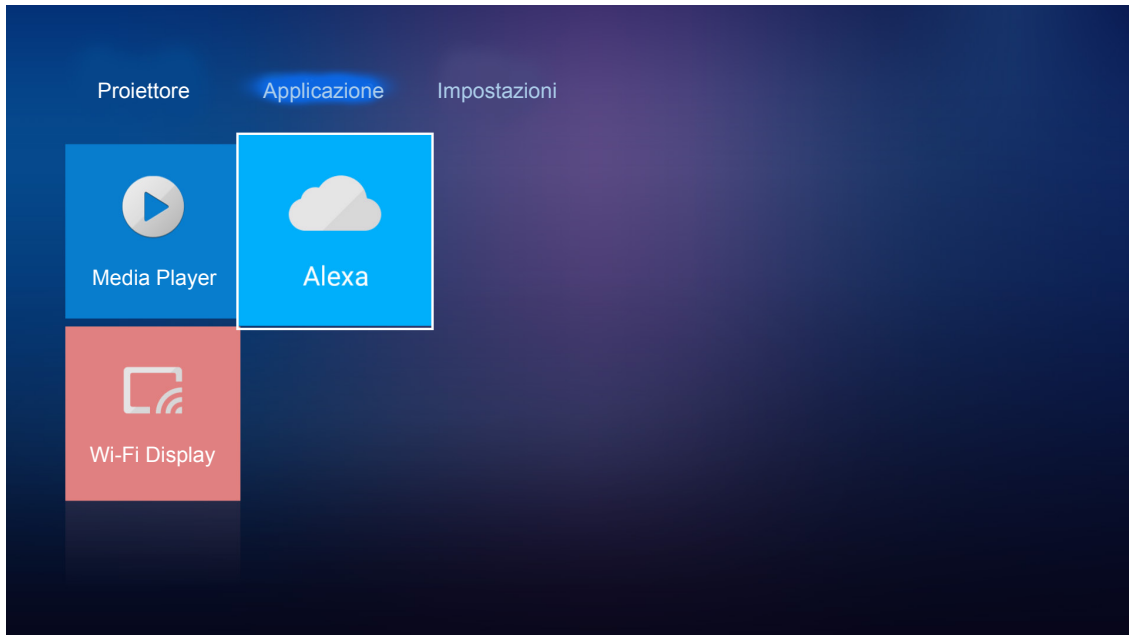 Proiettore Applicazione Impostazioni
Media Player Alexa
Wi-Fi Display